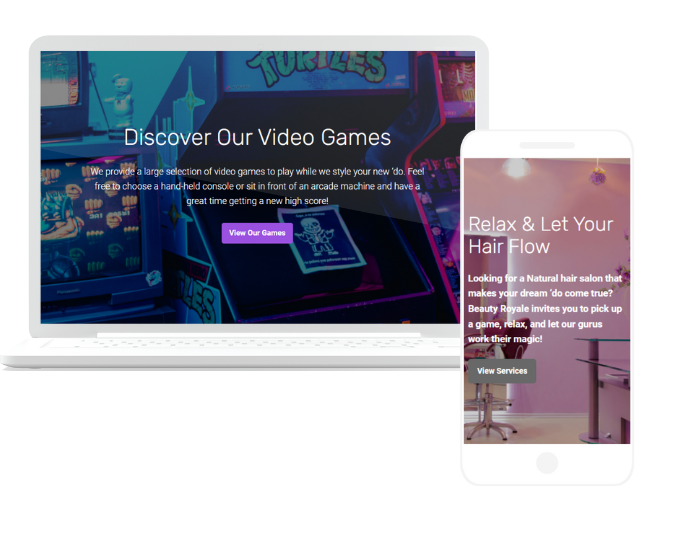 TURTLES
Discover Our Video Games
We provide a large selection of video games to play while we style your new 'do. Feel
free to choose a hand-held console or sit in front of an arcade machine and have a
great time getting a new high score!
View Our Games
Panasonic
Relax & Let Your
Hair Flow
Looking for a Natural hair salon that
makes your dream 'do come true?
Beauty Royale invites you to pick up
a game, relax, and let our gurus
work their magic!
View Services